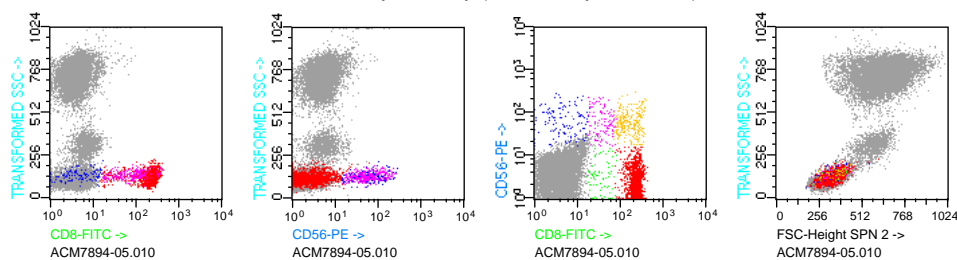 1024
768
512
256
0
TRANSFORMED SSC ->
10^0 10^1 10^2 10^3 10^4
CD8-FITC ->
ACM7894-05.010
1024
768
512
256
0
TRANSFORMED SSC ->
10^0 10^1 10^2 10^3 10^4
CD56-PE ->
ACM7894-05.010
10^4
10^3
10^2
10^1
10^0
CD56-PE ->
10^0 10^1 10^2 10^3 10^4
CD8-FITC ->
ACM7894-05.010
1024
768
512
256
0
TRANSFORMED SSC ->
0 256 512 768 1024
FSC-Height SPN 2 ->
ACM7894-05.010